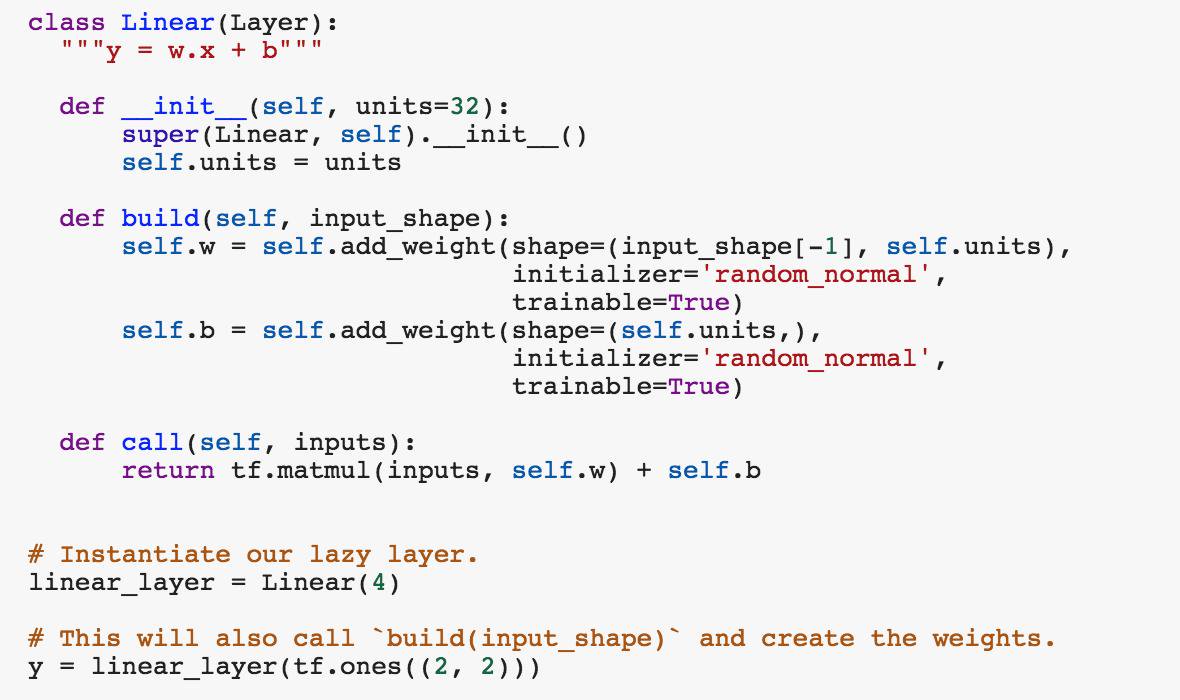 class Linear(Layer):
  """y = w.x + b"""

  def __init__(self, units=32):
      super(Linear, self).__init__()
      self.units = units

  def build(self, input_shape):
      self.w = self.add_weight(shape=(input_shape[-1], self.units),
                               initializer='random_normal',
                               trainable=True)
      self.b = self.add_weight(shape=(self.units,),
                               initializer='random_normal',
                               trainable=True)

  def call(self, inputs):
      return tf.matmul(inputs, self.w) + self.b


# Instantiate our lazy layer.
linear_layer = Linear(4)

# This will also call `build(input_shape)` and create the weights.
y = linear_layer(tf.ones((2, 2)))